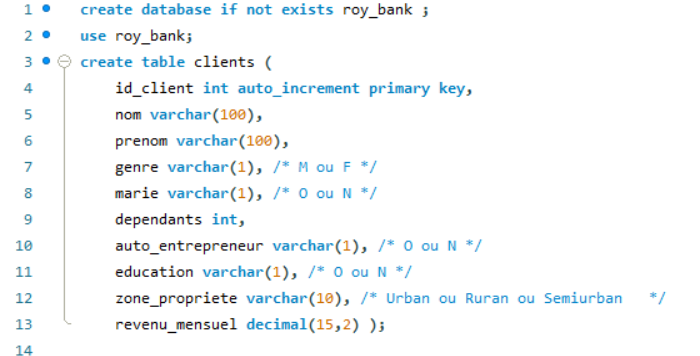 1 create database if not exists roy_bank ;
2 use roy_bank;
3 create table clients (
4 id_client int auto_increment primary key,
5 nom varchar(100),
6 prenom varchar(100),
7 genre varchar(1), /* M ou F */
8 marie varchar(1), /* O ou N */
9 dependants int,
10 auto_entrepreneur varchar(1), /* O ou N */
11 education varchar(1), /* O ou N */
12 zone_propriete varchar(10), /* Urban ou Ruran ou Semiurban   */
13 revenu_mensuel decimal(15,2) );
14